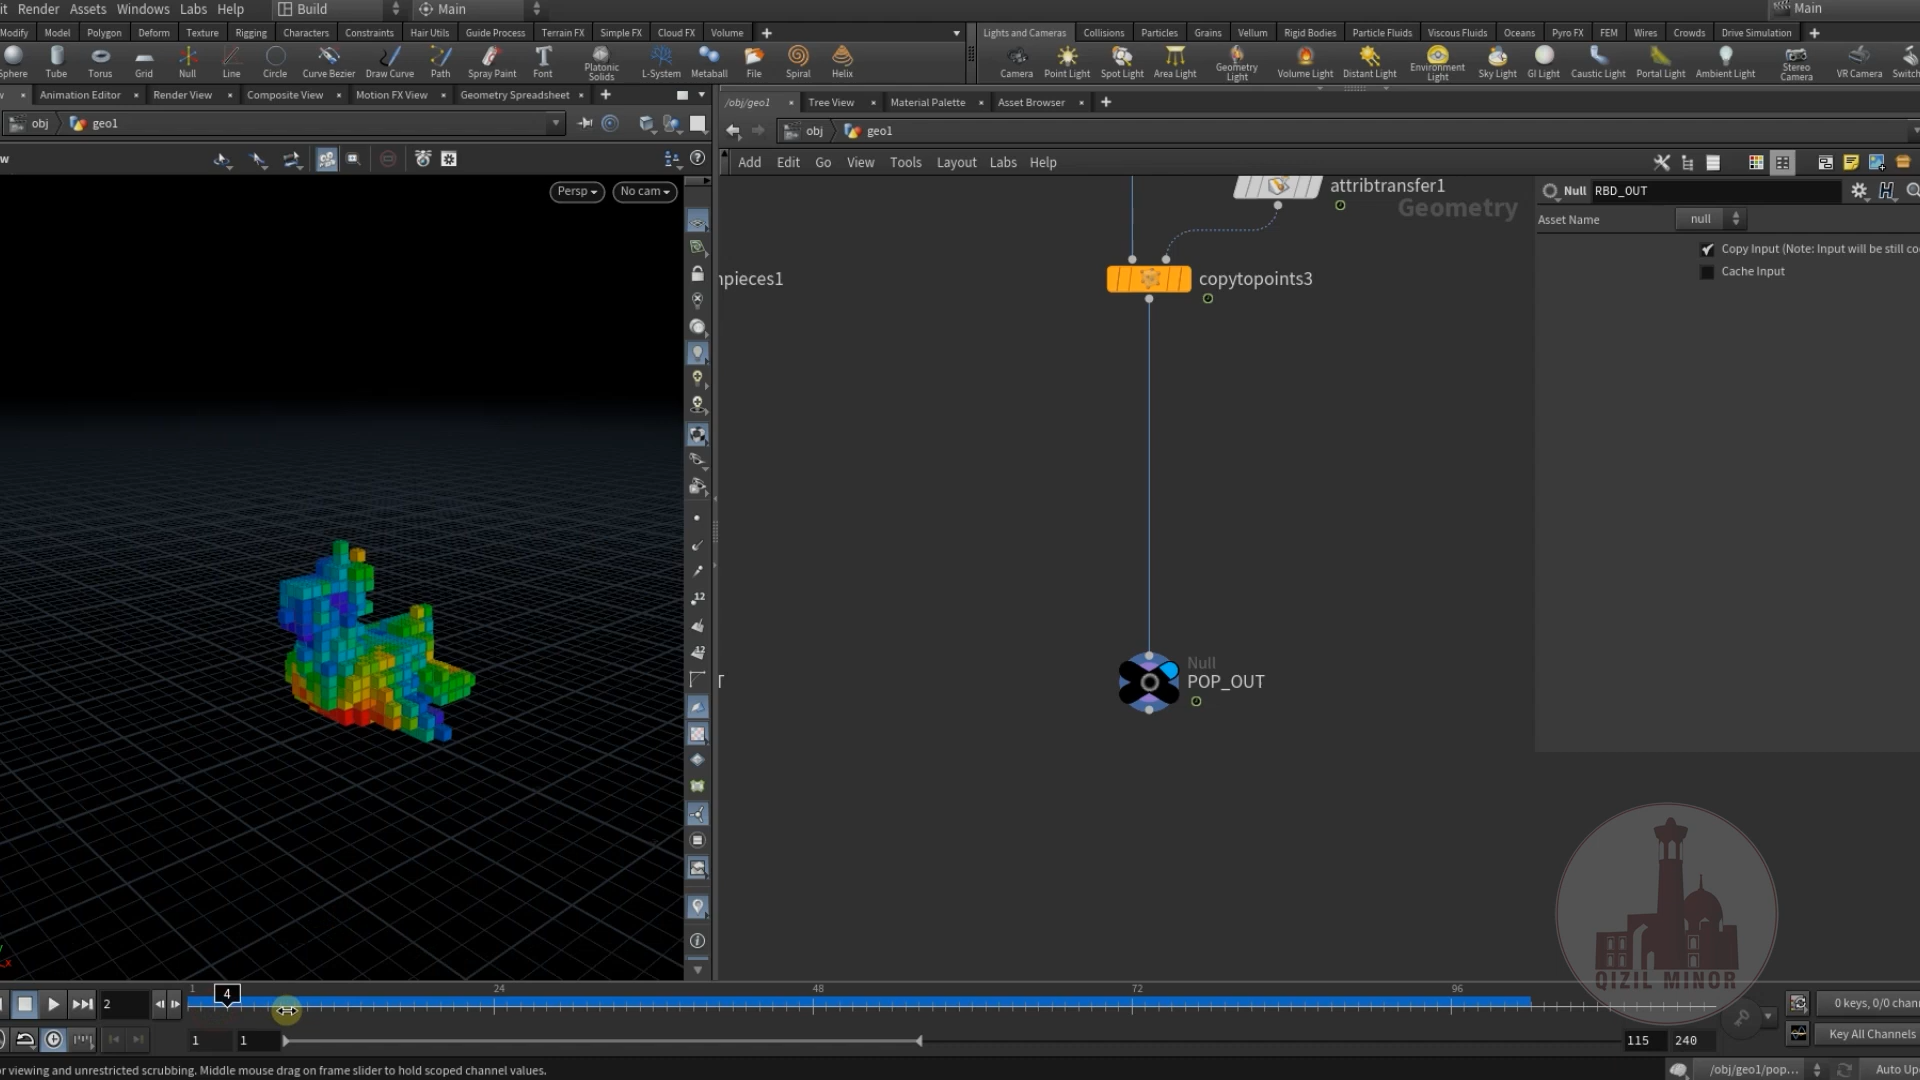 it Render Assets Windows Labs Help Build Main Main
Modify Model Polygon Deform Texture Rigging Characters Constraints Hair Utils Guide Process Terrain FX Simple FX Cloud FX Volume
Lights and Cameras Collisions Particles Grains Vellum Rigid Bodies Particle Fluids Viscous Fluids Oceans Pyro FX FEM Wires Crowds Drive Simulation
Sphere Tube Torus Grid Null Line Circle Curve Bezier Draw Curve Path Spray Paint Font Platonic Solids L-System Metaball File Spiral Helix
Camera Point Light Spot Light Area Light Geometry Light Volume Light Distant Light Environment Light Sky Light GI Light Caustic Light Portal Light Ambient Light Stereo Camera VR Camera Switch
w Animation Editor Render View Composite View Motion FX View Geometry Spreadsheet
/obj/geo1 Tree View Material Palette Asset Browser
obj geo1
obj geo1
w
Add Edit Go View Tools Layout Labs Help
Persp No cam
attribtransfer1
Geometry
Null RBD_OUT
Asset Name null
Copy Input (Note: Input will be still co
Cache Input
npieces1
copytopoints3
Null
POP_OUT
T
12
12
x
QIZIL MINOR
2
1 4 24 48 72 96
0 keys, 0/0 chann
1 1 115 240
Key All Channels
or viewing and unrestricted scrubbing. Middle mouse drag on frame slider to hold scoped channel values.
/obj/geo1/pop...
Auto Up